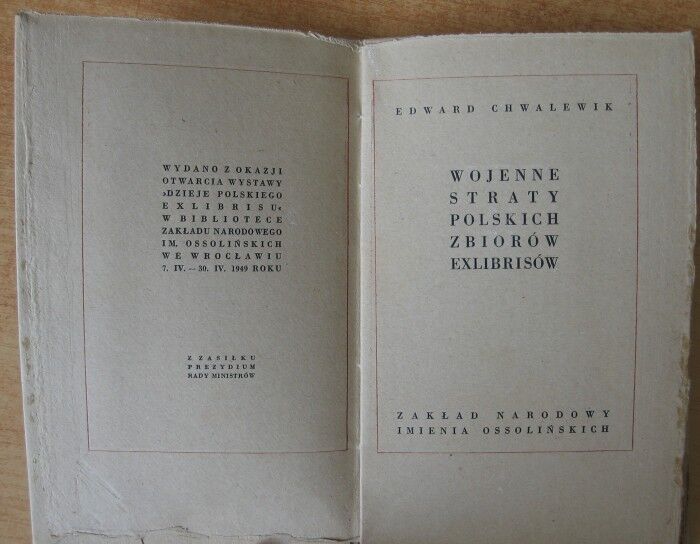 WYDANO Z OKAZJI
OTWARCIA WYSTAWY
»DZIEJE POLSKIEGO
EXLIBRISU«
W BIBLIOTECE
ZAKŁADU NARODOWEGO
IM. OSSOLIŃSKICH
WE WROCŁAWIU
7. IV. — 30. IV. 1949 ROKU
Z ZASIŁKU
PREZYDIUM
RADY MINISTRÓW
EDWARD CHWALEWIK
WOJENNE
STRATY
POLSKICH
ZBIORÓW
EXLIBRISÓW
ZAKŁAD NARODOWY
IMIENIA OSSOLIŃSKICH